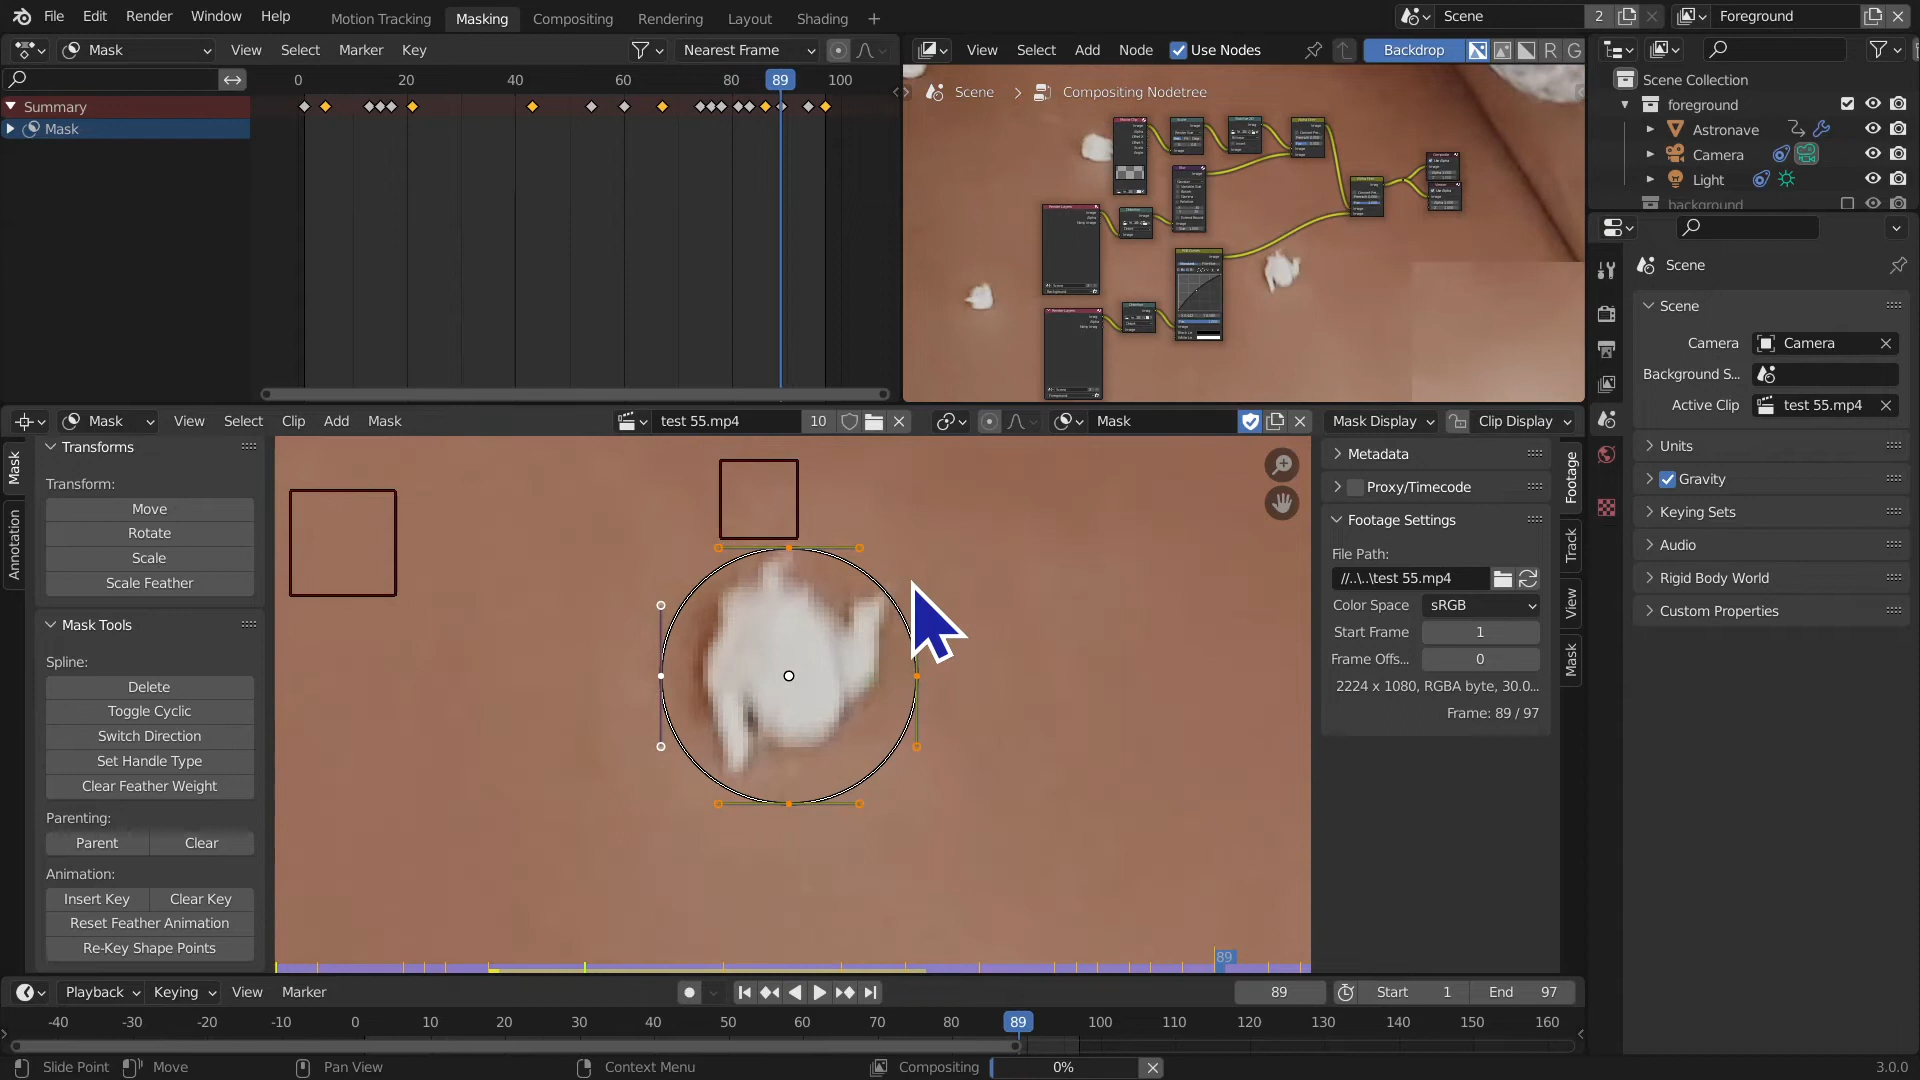 File Edit Render Window Help Motion Tracking Masking Compositing Rendering Layout Shading + Scene 2 Foreground
Mask View Select Marker Key Nearest Frame View Select Add Node Use Nodes Backdrop R G
0 20 40 60 80 89 100
Summary
Mask
Scene > Compositing Nodetree
Scene Collection
foreground
Astronave
Camera
Light
background
Scene
Scene
Camera Camera
Background S...
Active Clip test 55.mp4
Units
Gravity
Keying Sets
Audio
Rigid Body World
Custom Properties
Mask View Select Clip Add Mask test 55.mp4 10 Mask Mask Display Clip Display
Mask
Annotation
Transforms
Transform:
Move
Rotate
Scale
Scale Feather
Mask Tools
Spline:
Delete
Toggle Cyclic
Switch Direction
Set Handle Type
Clear Feather Weight
Parenting:
Parent Clear
Animation:
Insert Key Clear Key
Reset Feather Animation
Re-Key Shape Points
89
Metadata
Proxy/Timecode
Footage Settings
File Path:
//..\..\test 55.mp4
Color Space sRGB
Start Frame 1
Frame Offs... 0
2224 x 1080, RGBA byte, 30.0...
Frame: 89 / 97
Footage
Track
View
Mask
Playback Keying View Marker 89 Start 1 End 97
-40 -30 -20 -10 0 10 20 30 40 50 60 70 80 89 100 110 120 130 140 150 160
Slide Point Move Pan View Context Menu Compositing 0% 3.0.0